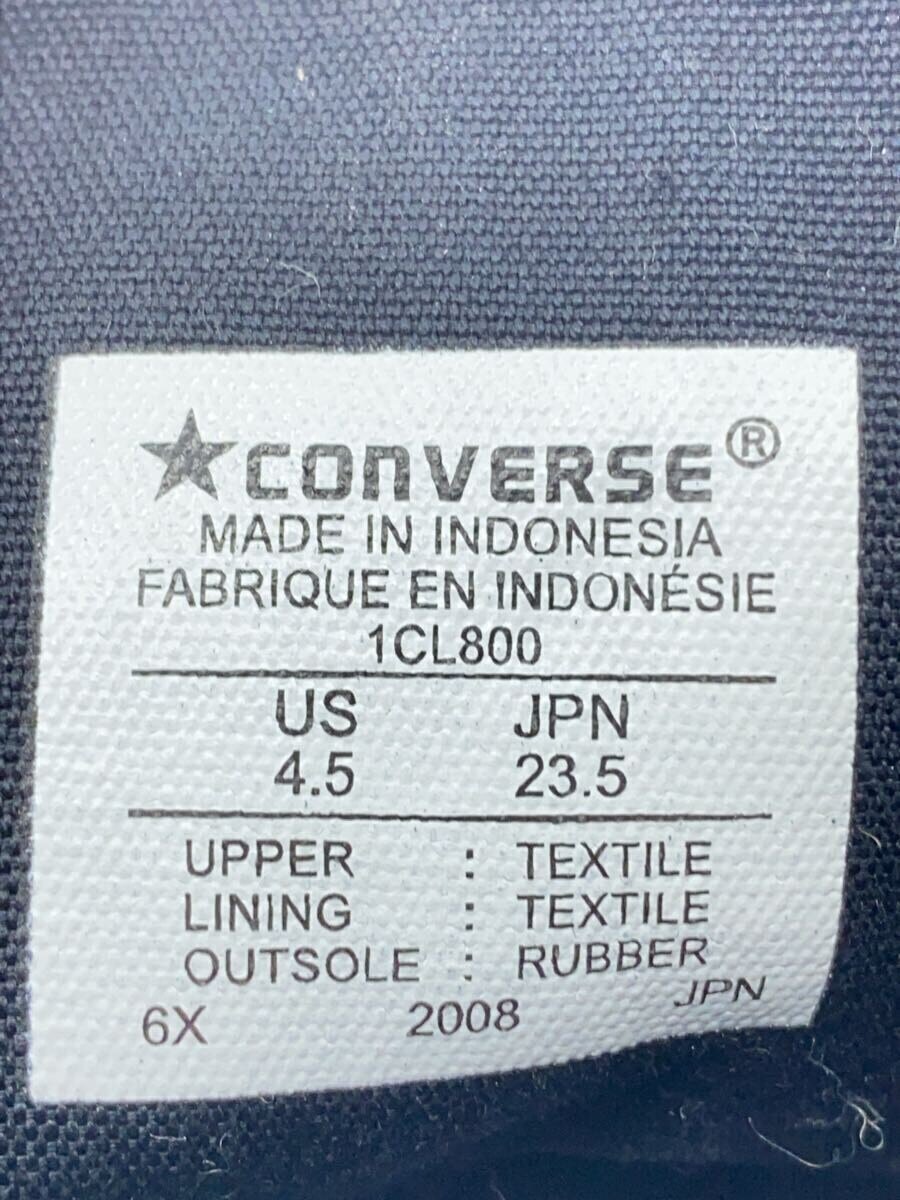 CONVERSE®
MADE IN INDONESIA
FABRIQUE EN INDONÉSIE
1CL800
US JPN
4.5 23.5
UPPER : TEXTILE
LINING : TEXTILE
OUTSOLE : RUBBER
6X 2008 JPN